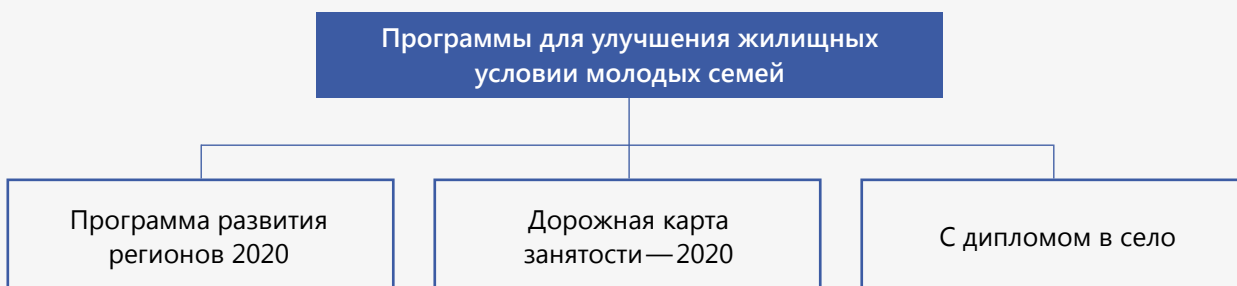 Программы для улучшения жилищных
условии молодых семей
Программа развития
регионов 2020
Дорожная карта
занятости — 2020
С дипломом в село